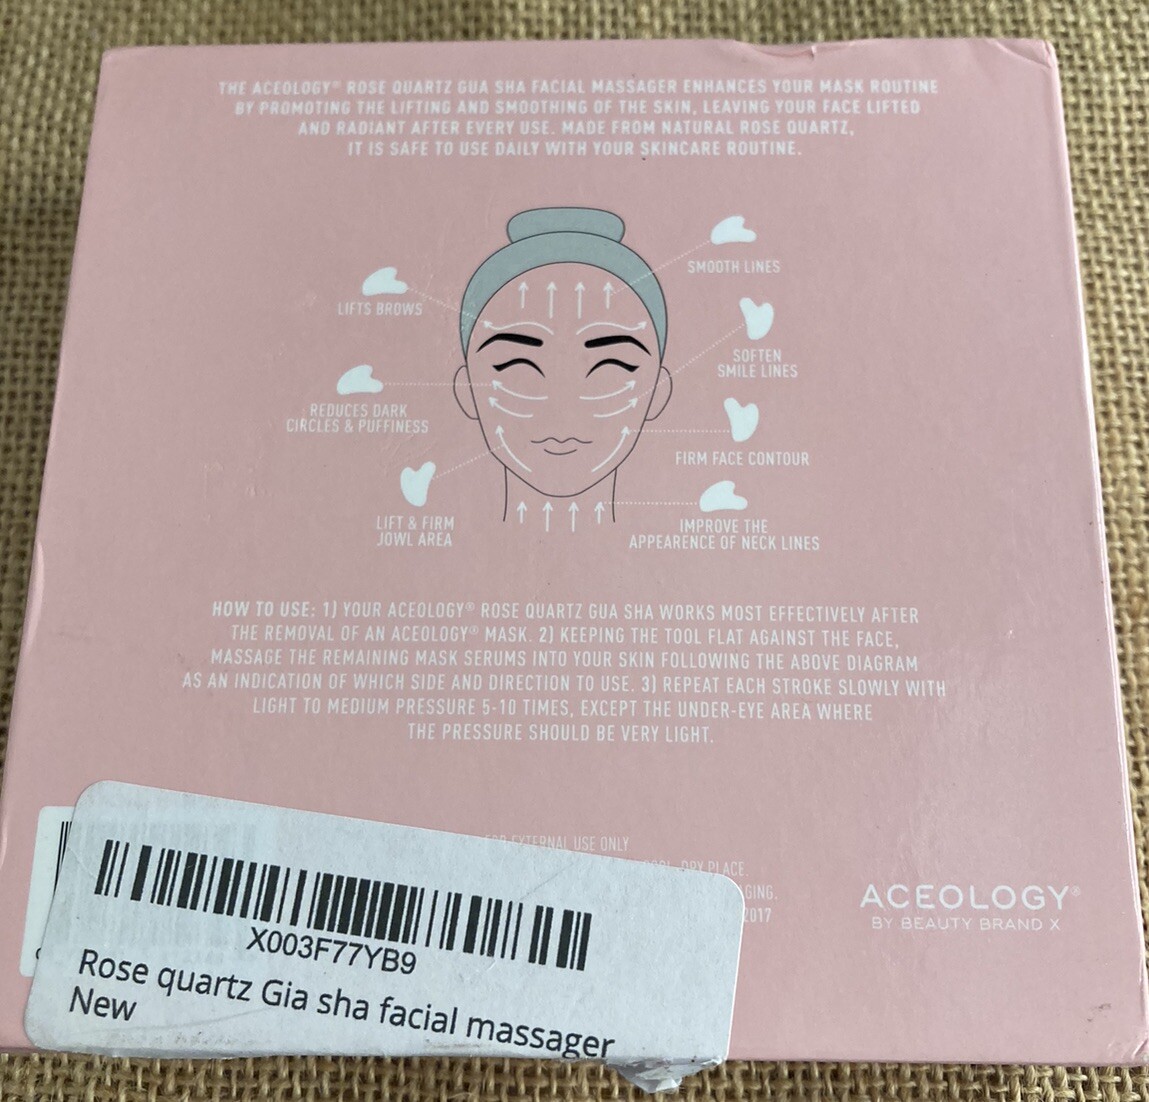 THE ACEOLOGY® ROSE QUARTZ GUA SHA FACIAL MASSAGER ENHANCES YOUR MASK ROUTINE
BY PROMOTING THE LIFTING AND SMOOTHING OF THE SKIN, LEAVING YOUR FACE LIFTED
AND RADIANT AFTER EVERY USE. MADE FROM NATURAL ROSE QUARTZ,
IT IS SAFE TO USE DAILY WITH YOUR SKINCARE ROUTINE.
LIFTS BROWS
REDUCES DARK
CIRCLES & PUFFINESS
LIFT & FIRM
JOWL AREA
SMOOTH LINES
SOFTEN
SMILE LINES
FIRM FACE CONTOUR
IMPROVE THE
APPEARENCE OF NECK LINES
HOW TO USE: 1) YOUR ACEOLOGY® ROSE QUARTZ GUA SHA WORKS MOST EFFECTIVELY AFTER
THE REMOVAL OF AN ACEOLOGY® MASK. 2) KEEPING THE TOOL FLAT AGAINST THE FACE,
MASSAGE THE REMAINING MASK SERUMS INTO YOUR SKIN FOLLOWING THE ABOVE DIAGRAM
AS AN INDICATION OF WHICH SIDE AND DIRECTION TO USE. 3) REPEAT EACH STROKE SLOWLY WITH
LIGHT TO MEDIUM PRESSURE 5-10 TIMES, EXCEPT THE UNDER-EYE AREA WHERE
THE PRESSURE SHOULD BE VERY LIGHT.
EXTERNAL USE ONLY
DRY PLACE.
2017
ACEOLOGY®
BY BEAUTY BRAND X
X003F77YB9
Rose quartz Gia sha facial massager
New